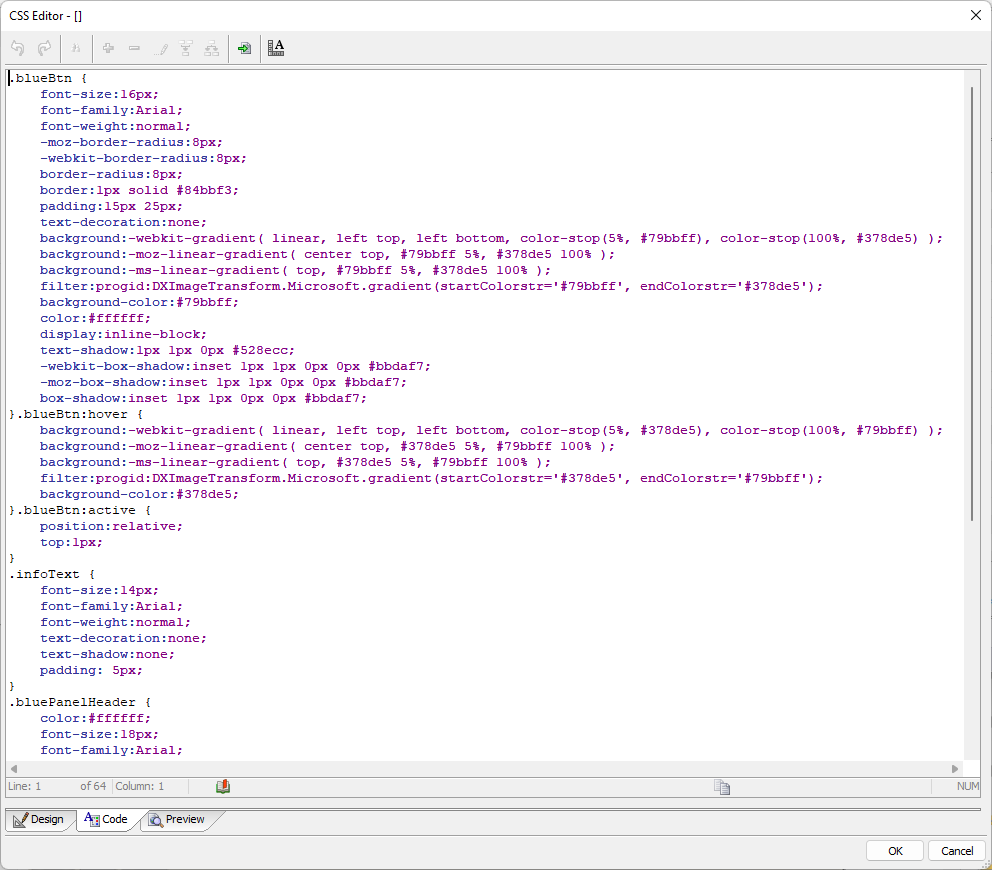 CSS Editor - []
.blueBtn {
    font-size:16px;
    font-family:Arial;
    font-weight:normal;
    -moz-border-radius:8px;
    -webkit-border-radius:8px;
    border-radius:8px;
    border:1px solid #84bbf3;
    padding:15px 25px;
    text-decoration:none;
    background:-webkit-gradient( linear, left top, left bottom, color-stop(5%, #79bbff), color-stop(100%, #378de5) );
    background:-moz-linear-gradient( center top, #79bbff 5%, #378de5 100% );
    background:-ms-linear-gradient( top, #79bbff 5%, #378de5 100% );
    filter:progid:DXImageTransform.Microsoft.gradient(startColorstr='#79bbff', endColorstr='#378de5');
    background-color:#79bbff;
    color:#ffffff;
    display:inline-block;
    text-shadow:1px 1px 0px #528ecc;
    -webkit-box-shadow:inset 1px 1px 0px 0px #bbdaf7;
    -moz-box-shadow:inset 1px 1px 0px 0px #bbdaf7;
    box-shadow:inset 1px 1px 0px 0px #bbdaf7;
}.blueBtn:hover {
    background:-webkit-gradient( linear, left top, left bottom, color-stop(5%, #378de5), color-stop(100%, #79bbff) );
    background:-moz-linear-gradient( center top, #378de5 5%, #79bbff 100% );
    background:-ms-linear-gradient( top, #378de5 5%, #79bbff 100% );
    filter:progid:DXImageTransform.Microsoft.gradient(startColorstr='#378de5', endColorstr='#79bbff');
    background-color:#378de5;
}.blueBtn:active {
    position:relative;
    top:1px;
}
.infoText {
    font-size:14px;
    font-family:Arial;
    font-weight:normal;
    text-decoration:none;
    text-shadow:none;
    padding: 5px;
}
.bluePanelHeader {
    color:#ffffff;
    font-size:18px;
    font-family:Arial;
Line: 1 of 64 Column: 1 NUM
Design Code Preview
OK Cancel